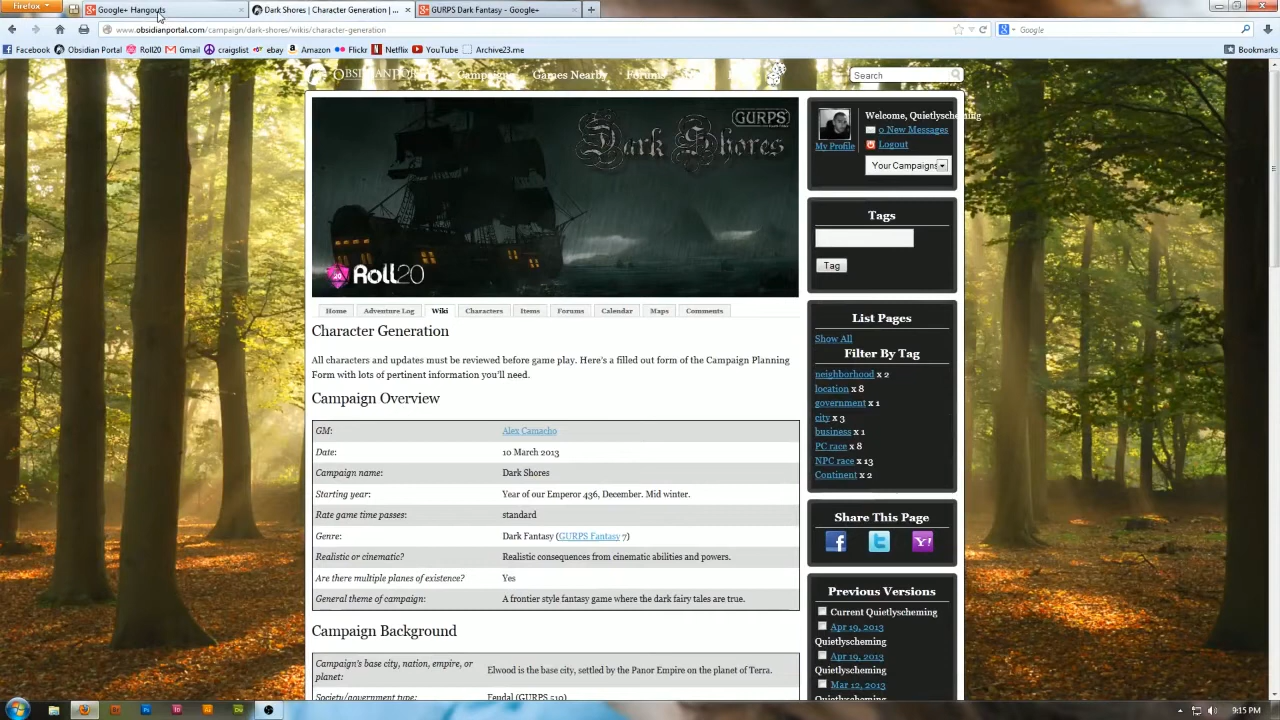 Firefox
Google+ Hangouts
Dark Shores | Character Generation | ...
GURPS Dark Fantasy - Google+
www.obsidianportal.com/campaign/dark-shores/wiki/character-generation
Google
Facebook Obsidian Portal Roll20 Gmail craigslist ebay Amazon Flickr Netflix YouTube Archive23.me
Bookmarks
Games Nearby
Forums
Search
GURPS
Dark Shores
Roll20
Welcome, Quietlyscheming
0 New Messages
My Profile
Logout
Your Campaigns
Tags
Tag
Home Adventure Log Wiki Characters Items Forums Calendar Maps Comments
Character Generation
All characters and updates must be reviewed before game play. Here's a filled out form of the Campaign Planning
Form with lots of pertinent information you'll need.
Campaign Overview
GM: Alex Camacho
Date: 10 March 2013
Campaign name: Dark Shores
Starting year: Year of our Emperor 436, December. Mid winter.
Rate game time passes: standard
Genre: Dark Fantasy (GURPS Fantasy 7)
Realistic or cinematic? Realistic consequences from cinematic abilities and powers.
Are there multiple planes of existence? Yes
General theme of campaign: A frontier style fantasy game where the dark fairy tales are true.
Campaign Background
Campaign's base city, nation, empire, or
planet:
Elwood is the base city, settled by the Panor Empire on the planet of Terra.
Society/government type: Feudal (GURPS 510)
List Pages
Show All
Filter By Tag
neighborhood x 2
location x 8
government x 1
city x 3
business x 1
PC race x 8
NPC race x 13
Continent x 2
Share This Page
Previous Versions
Current Quietlyscheming
Apr 19, 2013
Quietlyscheming
Apr 19, 2013
Quietlyscheming
Mar 12, 2013
Quietlyscheming
9:15 PM